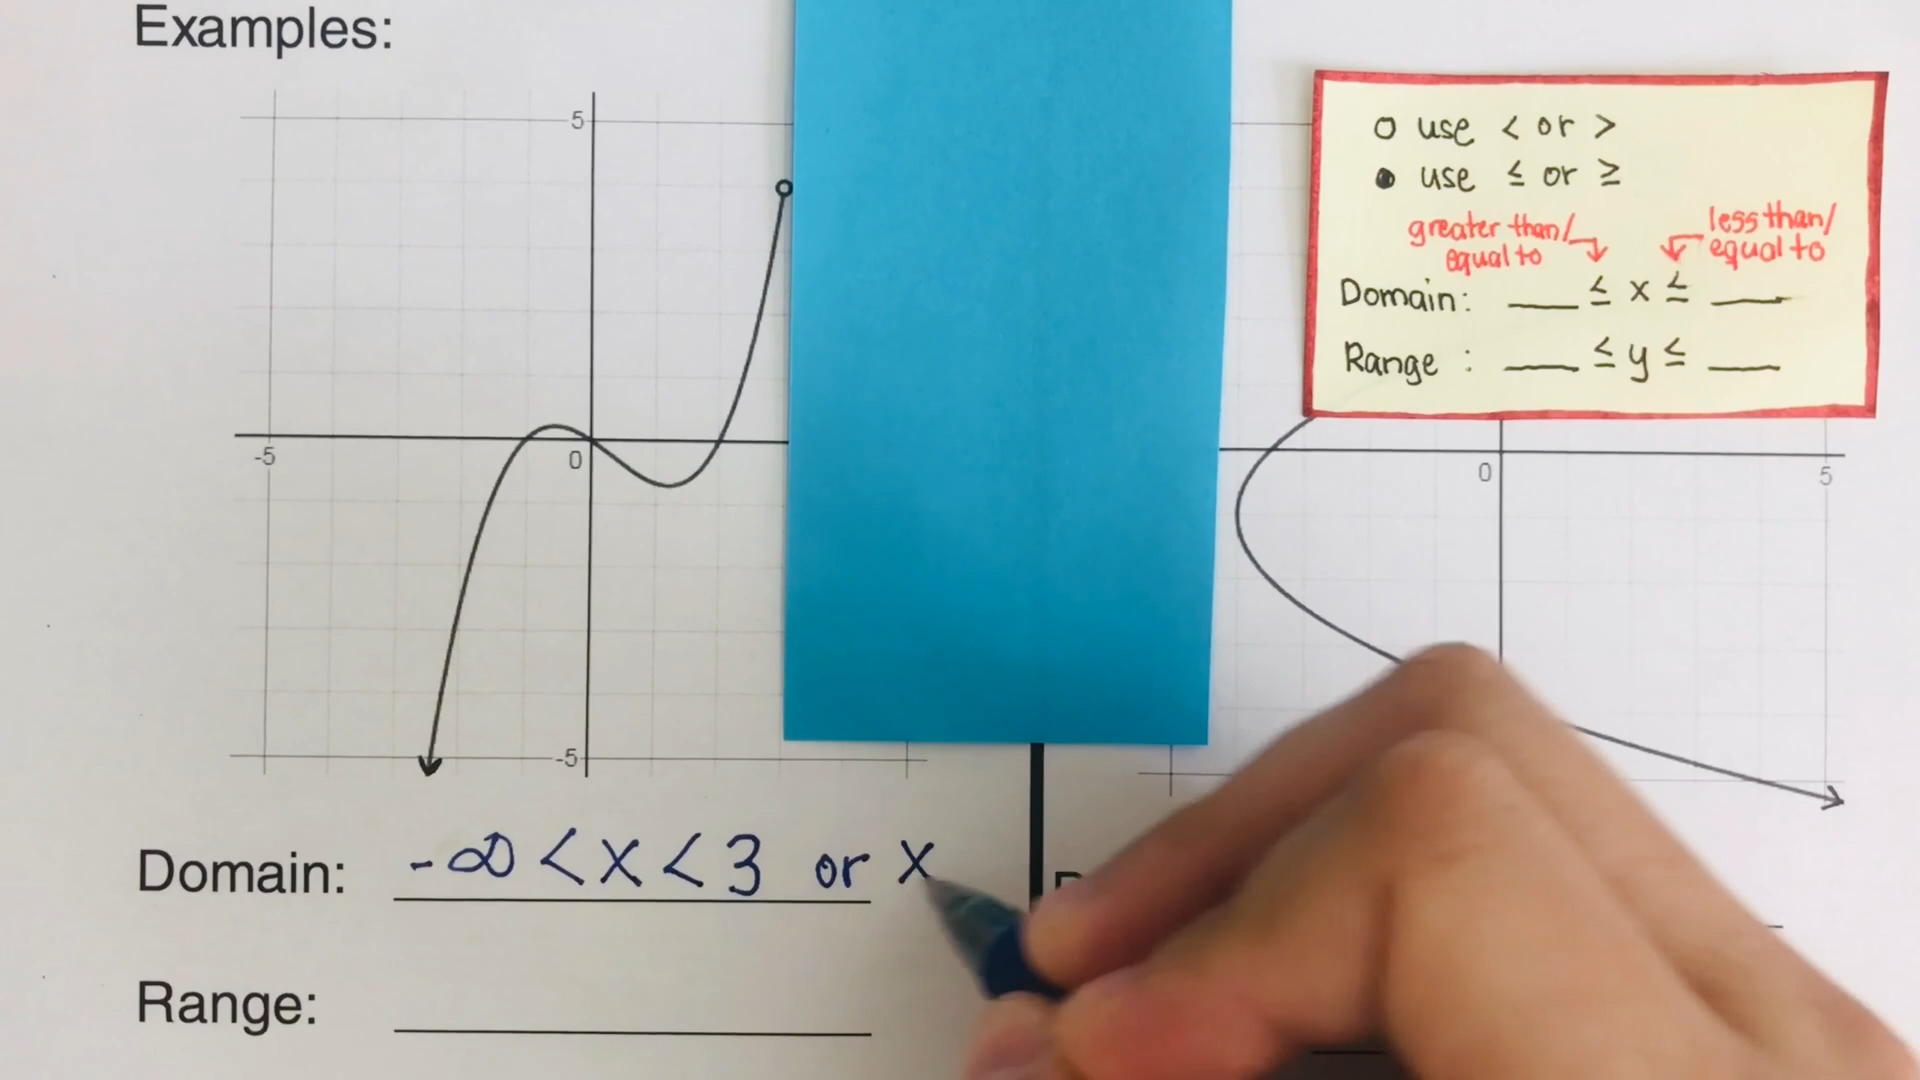 Examples:
5
-5
0
-5
Domain: -∞ < x < 3 or x
Range:
○ use < or >
● use ≤ or ≥
greater than/
equal to
less than/
equal to
Domain: ___ ≤ x ≤ ___
Range : ___ ≤ y ≤ ___
0
5